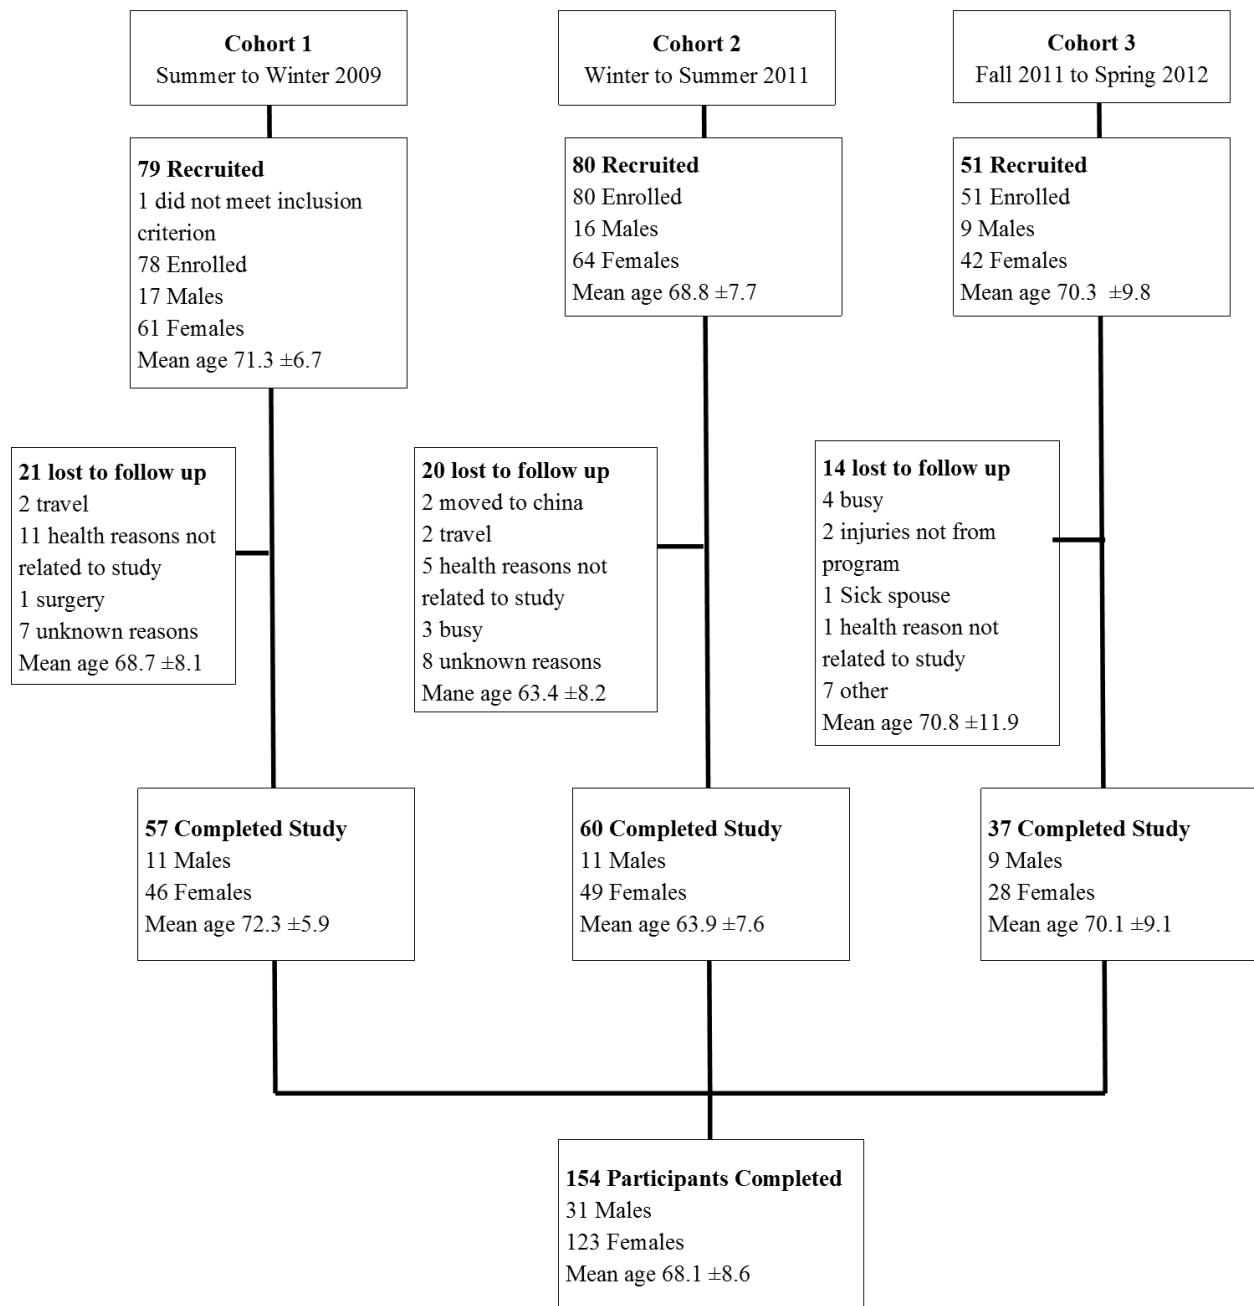 Cohort 1
Summer to Winter 2009
79 Recruited
1 did not meet inclusion
criterion
78 Enrolled
17 Males
61 Females
Mean age 71.3 ±6.7
21 lost to follow up
2 travel
11 health reasons not
related to study
1 surgery
7 unknown reasons
Mean age 68.7 ±8.1
57 Completed Study
11 Males
46 Females
Mean age 72.3 ±5.9
Cohort 2
Winter to Summer 2011
80 Recruited
80 Enrolled
16 Males
64 Females
Mean age 68.8 ±7.7
20 lost to follow up
2 moved to china
2 travel
5 health reasons not
related to study
3 busy
8 unknown reasons
Mane age 63.4 ±8.2
60 Completed Study
11 Males
49 Females
Mean age 63.9 ±7.6
Cohort 3
Fall 2011 to Spring 2012
51 Recruited
51 Enrolled
9 Males
42 Females
Mean age 70.3 ±9.8
14 lost to follow up
4 busy
2 injuries not from
program
1 Sick spouse
1 health reason not
related to study
7 other
Mean age 70.8 ±11.9
37 Completed Study
9 Males
28 Females
Mean age 70.1 ±9.1
154 Participants Completed
31 Males
123 Females
Mean age 68.1 ±8.6